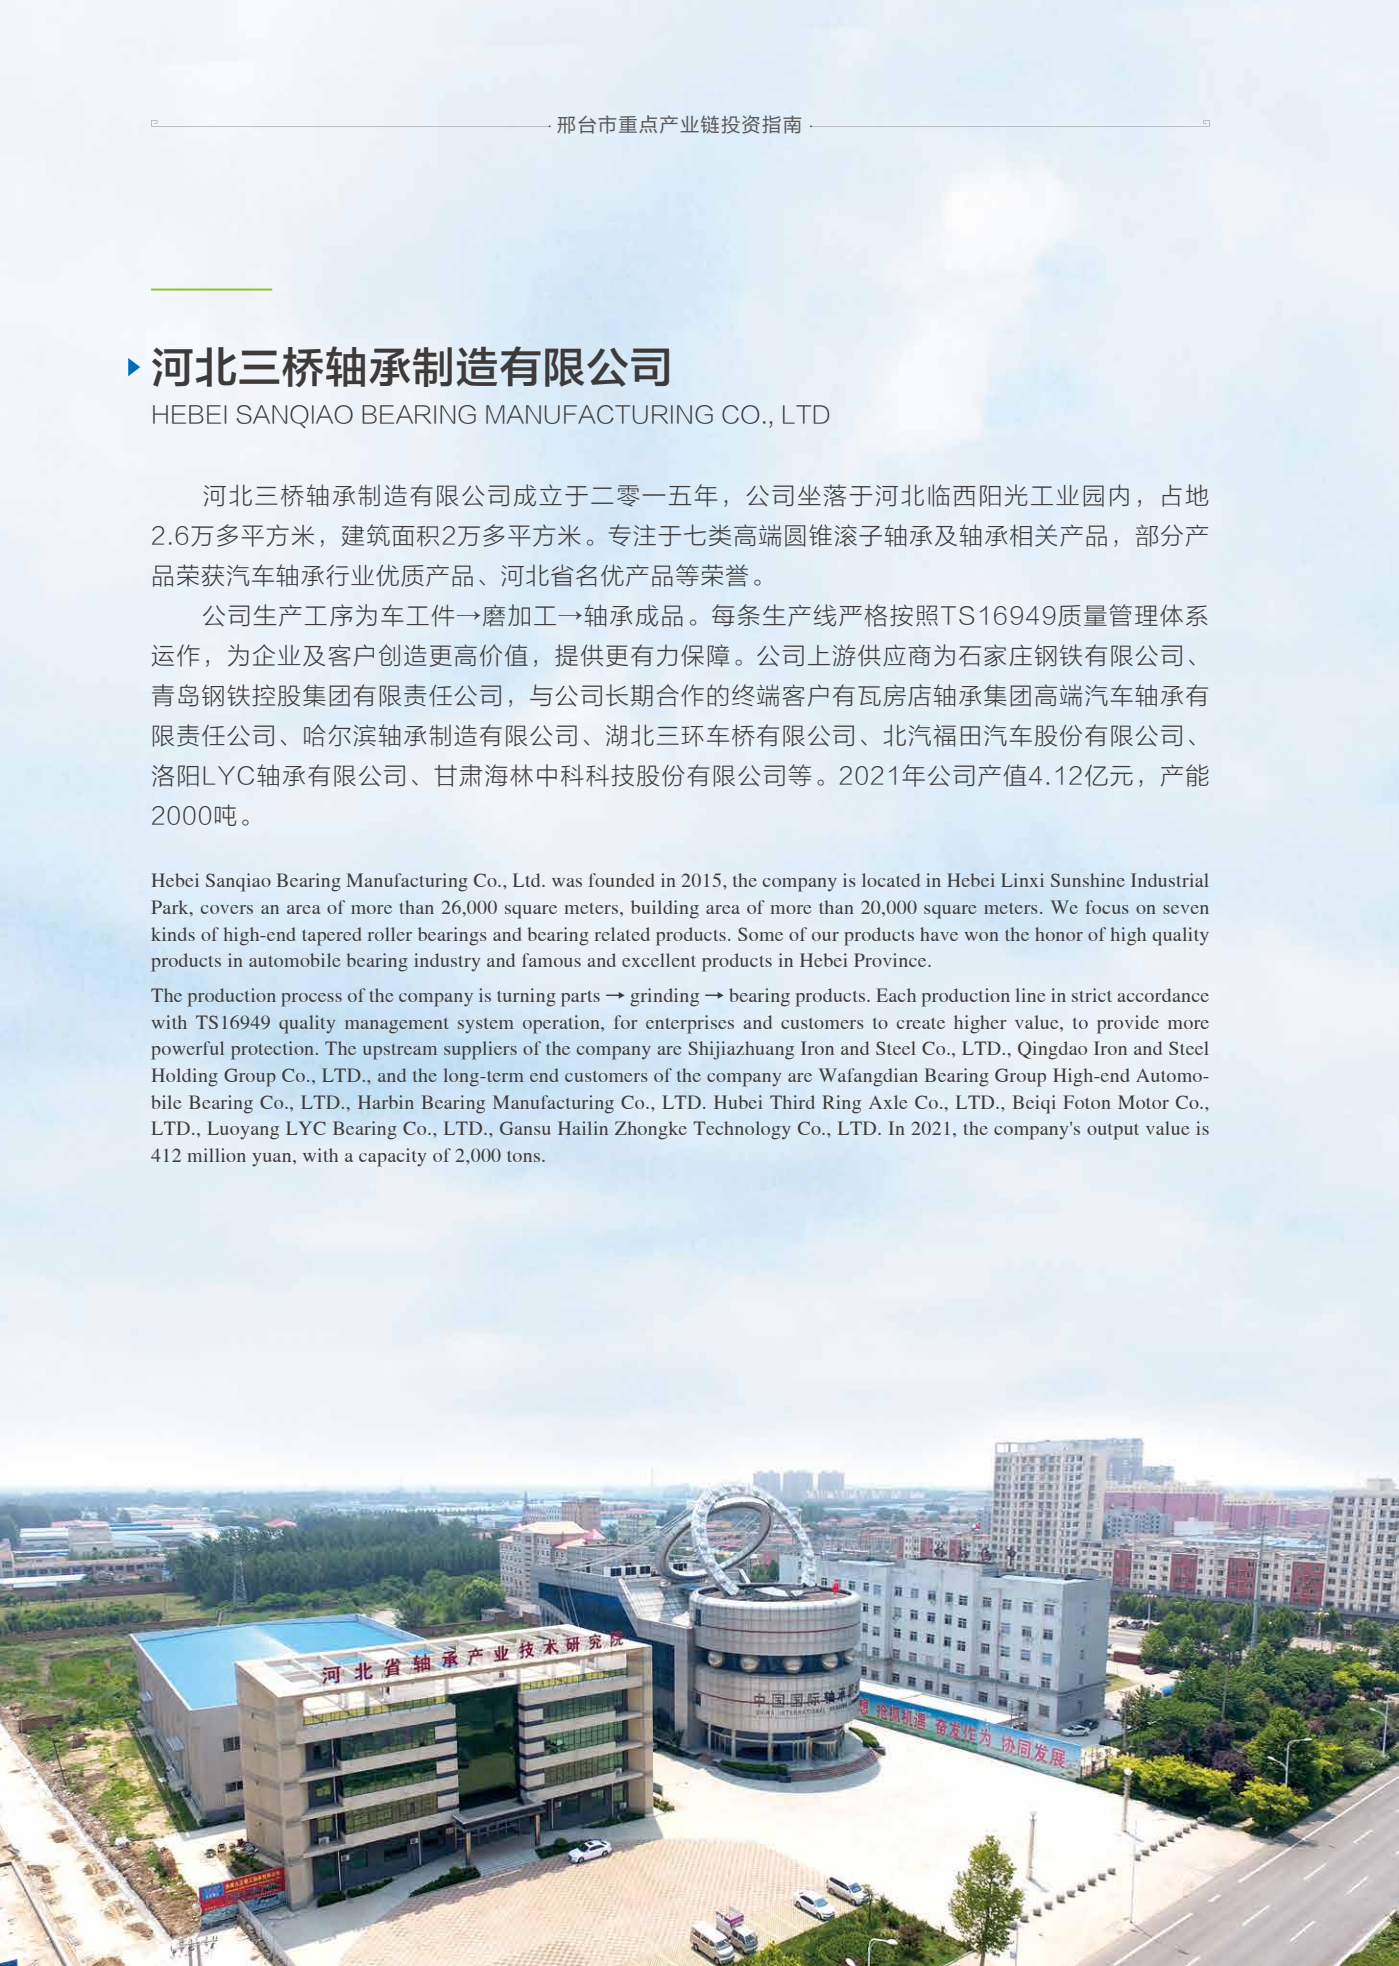 邢台市重点产业链投资指南
河北三桥轴承制造有限公司
HEBEI SANQIAO BEARING MANUFACTURING CO., LTD
河北三桥轴承制造有限公司成立于二零一五年，公司坐落于河北临西阳光工业园内，占地
2.6万多平方米，建筑面积2万多平方米。专注于七类高端圆锥滚子轴承及轴承相关产品，部分产
品荣获汽车轴承行业优质产品、河北省名优产品等荣誉。
公司生产工序为车工件→磨加工→轴承成品。每条生产线严格按照TS16949质量管理体系
运作，为企业及客户创造更高价值，提供更有力保障。公司上游供应商为石家庄钢铁有限公司、
青岛钢铁控股集团有限责任公司，与公司长期合作的终端客户有瓦房店轴承集团高端汽车轴承有
限责任公司、哈尔滨轴承制造有限公司、湖北三环车桥有限公司、北汽福田汽车股份有限公司、
洛阳LYC轴承有限公司、甘肃海林中科科技股份有限公司等。2021年公司产值4.12亿元，产能
2000吨。
Hebei Sanqiao Bearing Manufacturing Co., Ltd. was founded in 2015, the company is located in Hebei Linxi Sunshine Industrial
Park, covers an area of more than 26,000 square meters, building area of more than 20,000 square meters. We focus on seven
kinds of high-end tapered roller bearings and bearing related products. Some of our products have won the honor of high quality
products in automobile bearing industry and famous and excellent products in Hebei Province.
The production process of the company is turning parts → grinding → bearing products. Each production line in strict accordance
with TS16949 quality management system operation, for enterprises and customers to create higher value, to provide more
powerful protection. The upstream suppliers of the company are Shijiazhuang Iron and Steel Co., LTD., Qingdao Iron and Steel
Holding Group Co., LTD., and the long-term end customers of the company are Wafangdian Bearing Group High-end Automo-
bile Bearing Co., LTD., Harbin Bearing Manufacturing Co., LTD. Hubei Third Ring Axle Co., LTD., Beiqi Foton Motor Co.,
LTD., Luoyang LYC Bearing Co., LTD., Gansu Hailin Zhongke Technology Co., LTD. In 2021, the company's output value is
412 million yuan, with a capacity of 2,000 tons.
河北省轴承产业技术研究院
中国国际轴承
CHINA INTERNATIONAL
想 抢抓机遇 奋发作为 协同发展